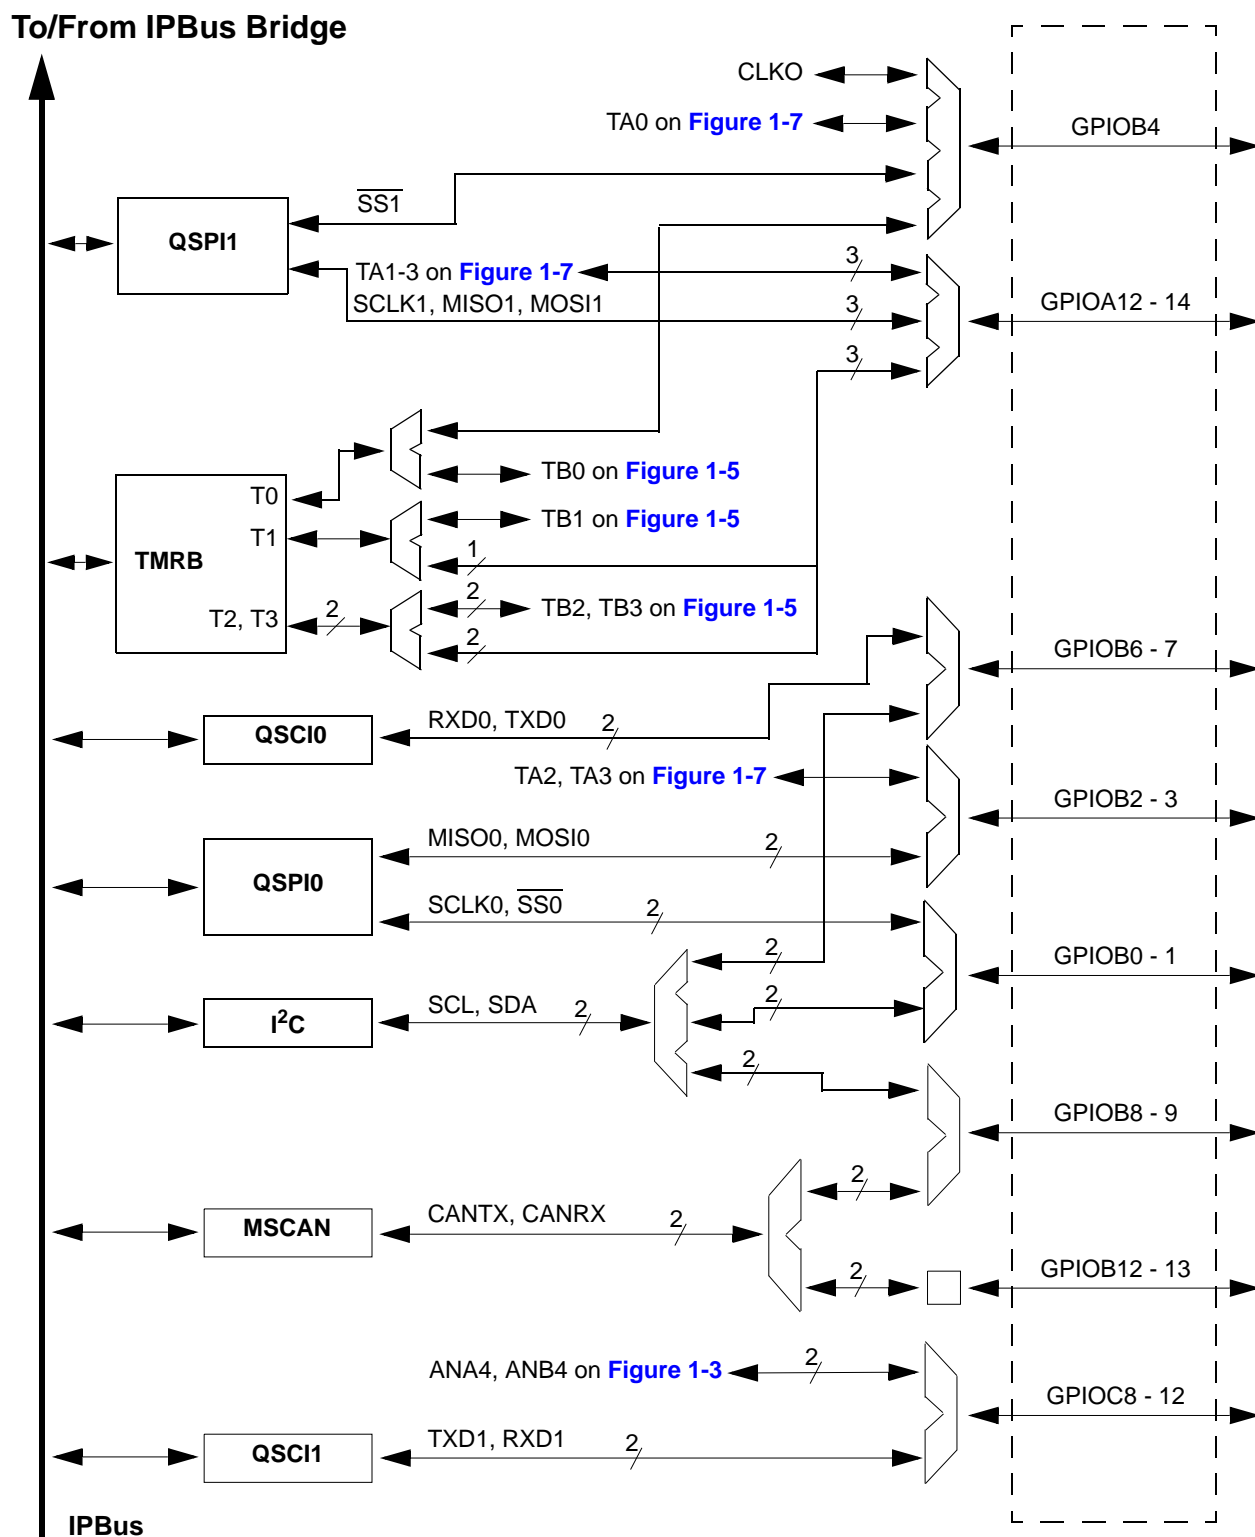 To/From IPBus Bridge
CLKO
TA0 on Figure 1-7
GPIOB4
SS1
QSPI1
TA1-3 on Figure 1-7
3
SCLK1, MISO1, MOSI1
3
GPIOA12 - 14
3
TB0 on Figure 1-5
T0
TB1 on Figure 1-5
T1
TMRB
1
2
TB2, TB3 on Figure 1-5
T2, T3
2
2
GPIOB6 - 7
RXD0, TXD0
2
QSCI0
TA2, TA3 on Figure 1-7
GPIOB2 - 3
MISO0, MOSI0
2
QSPI0
SCLK0, SS0
2
GPIOB0 - 1
2
SCL, SDA
2
2
I2C
2
GPIOB8 - 9
2
CANTX, CANRX
2
MSCAN
2
GPIOB12 - 13
ANA4, ANB4 on Figure 1-3
2
GPIOC8 - 12
TXD1, RXD1
2
QSCI1
IPBus